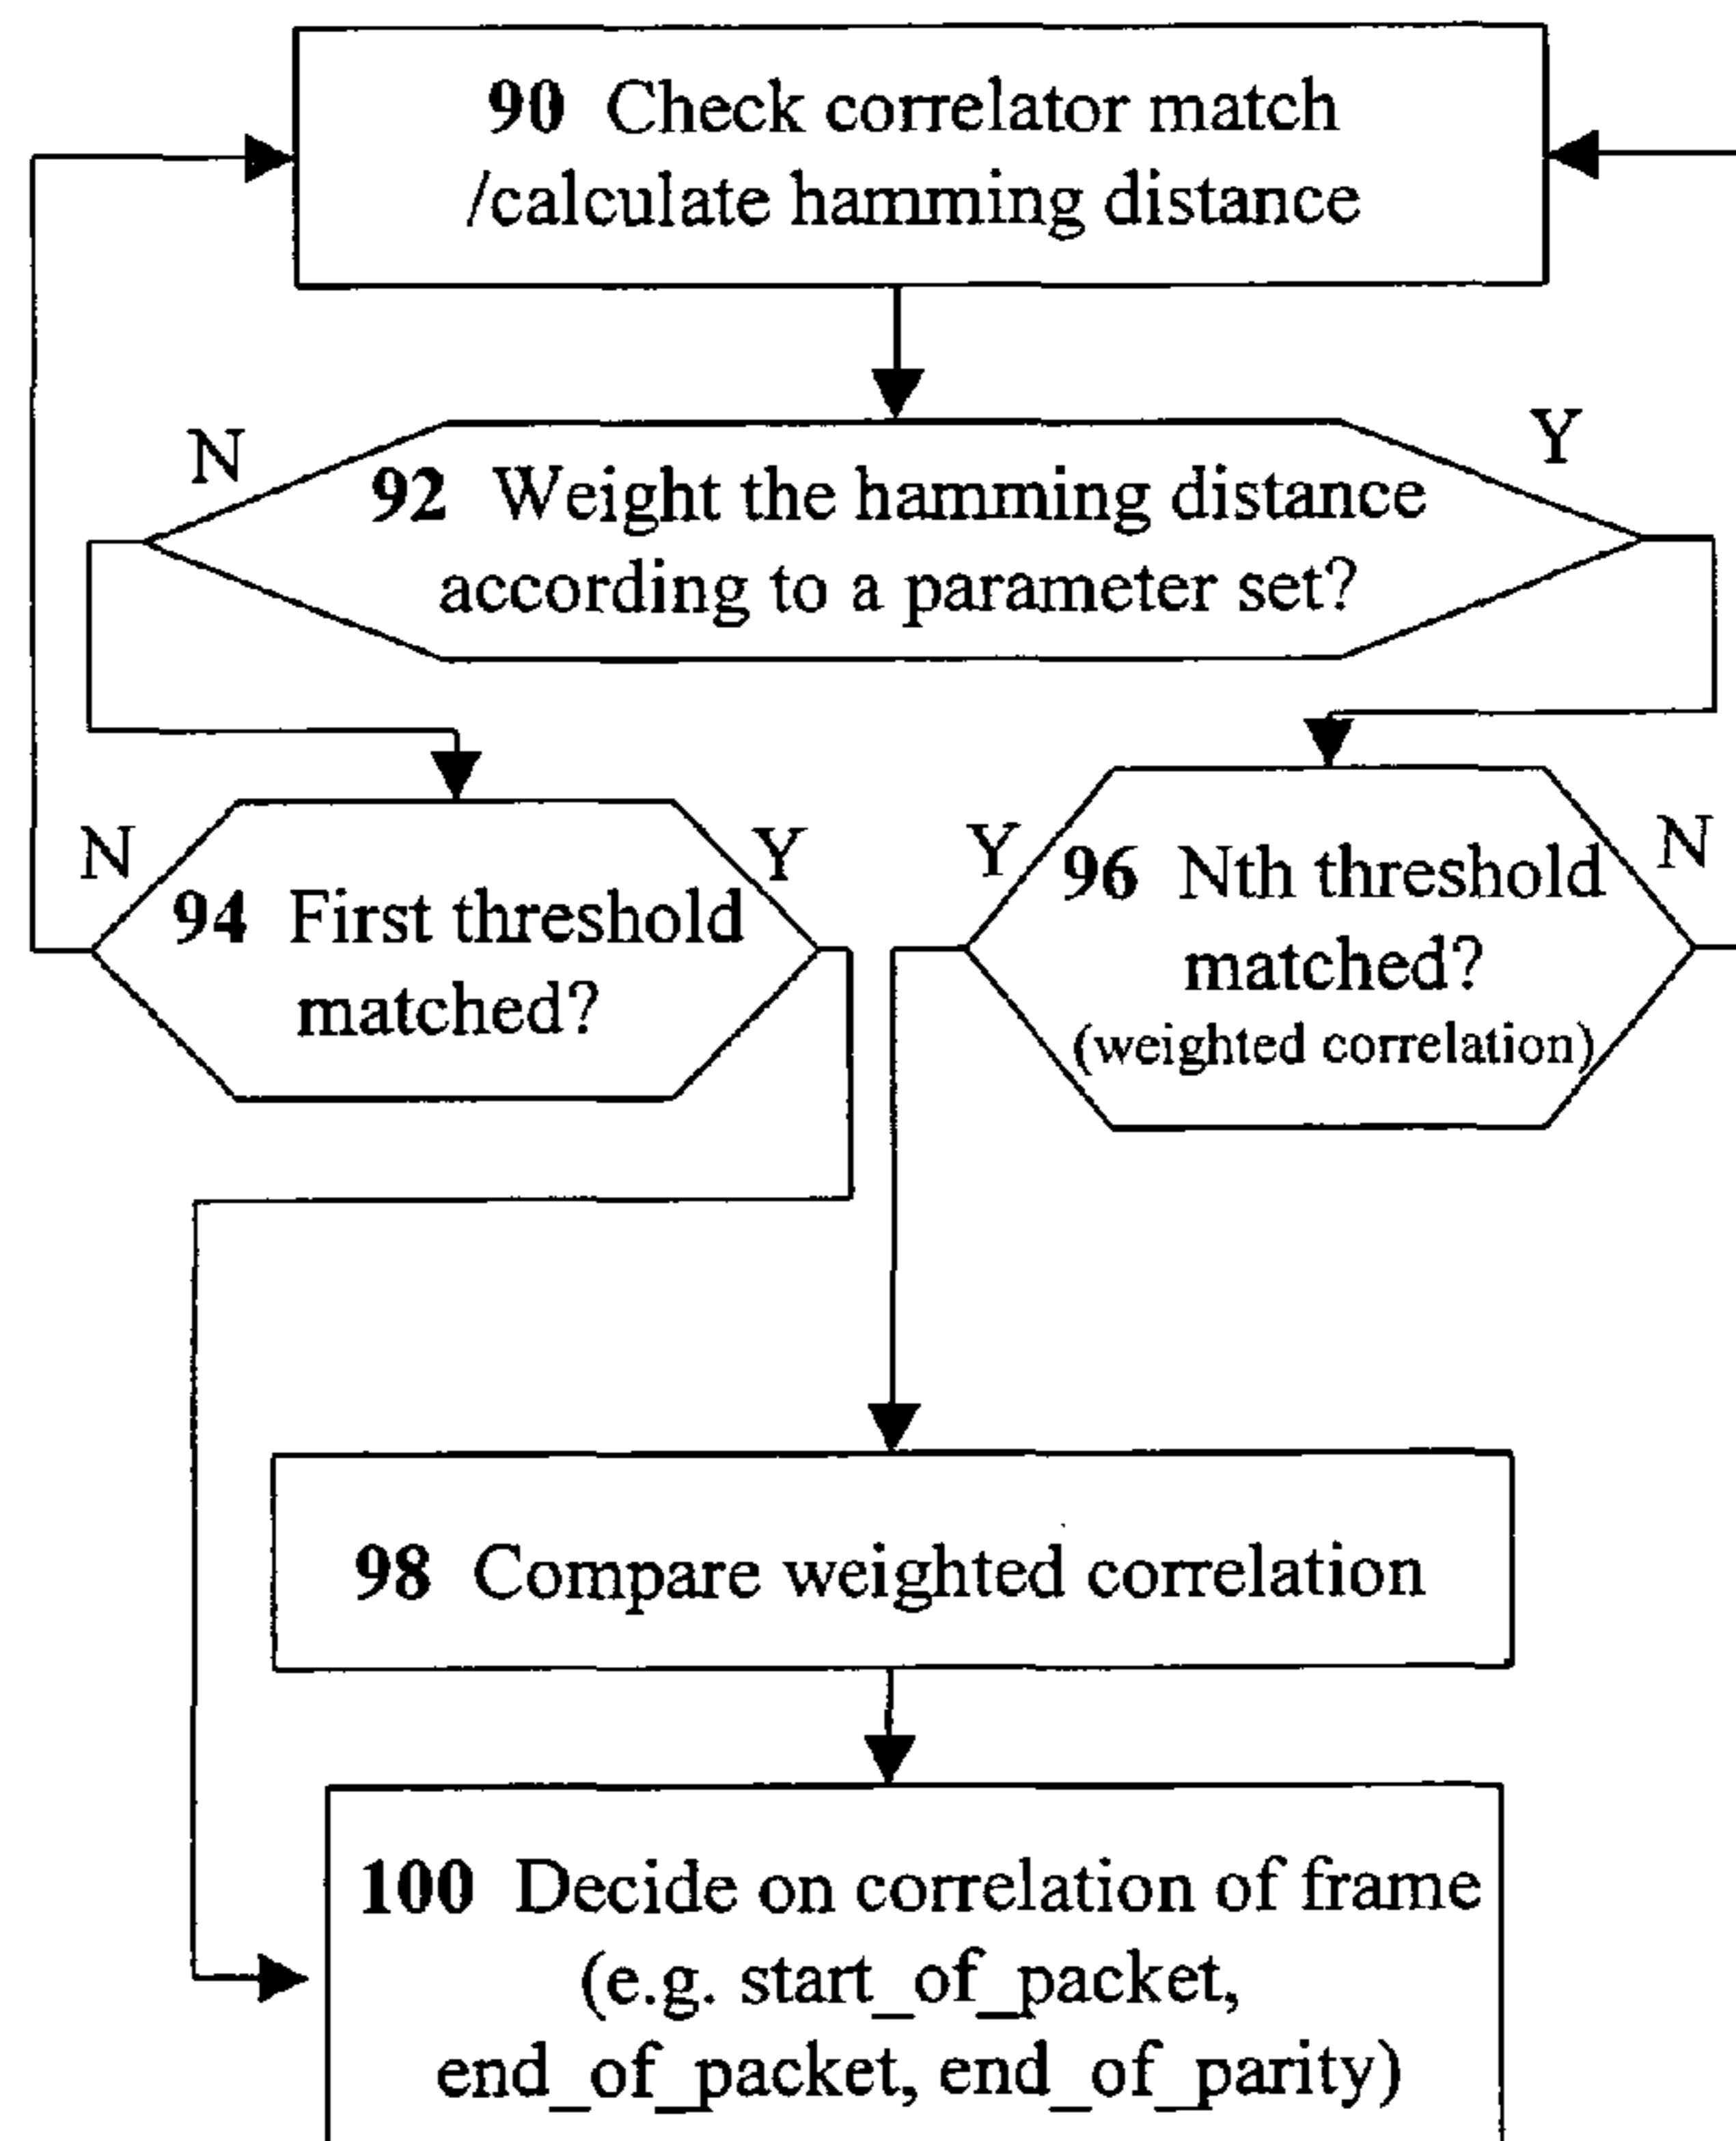 90 Check correlator match
/calculate hamming distance
N
Y
92 Weight the hamming distance
according to a parameter set?
N
Y
94 First threshold
matched?
Y
N
96 Nth threshold
matched?
(weighted correlation)
98 Compare weighted correlation
100 Decide on correlation of frame
(e.g. start_of_packet,
end_of_packet, end_of_parity)